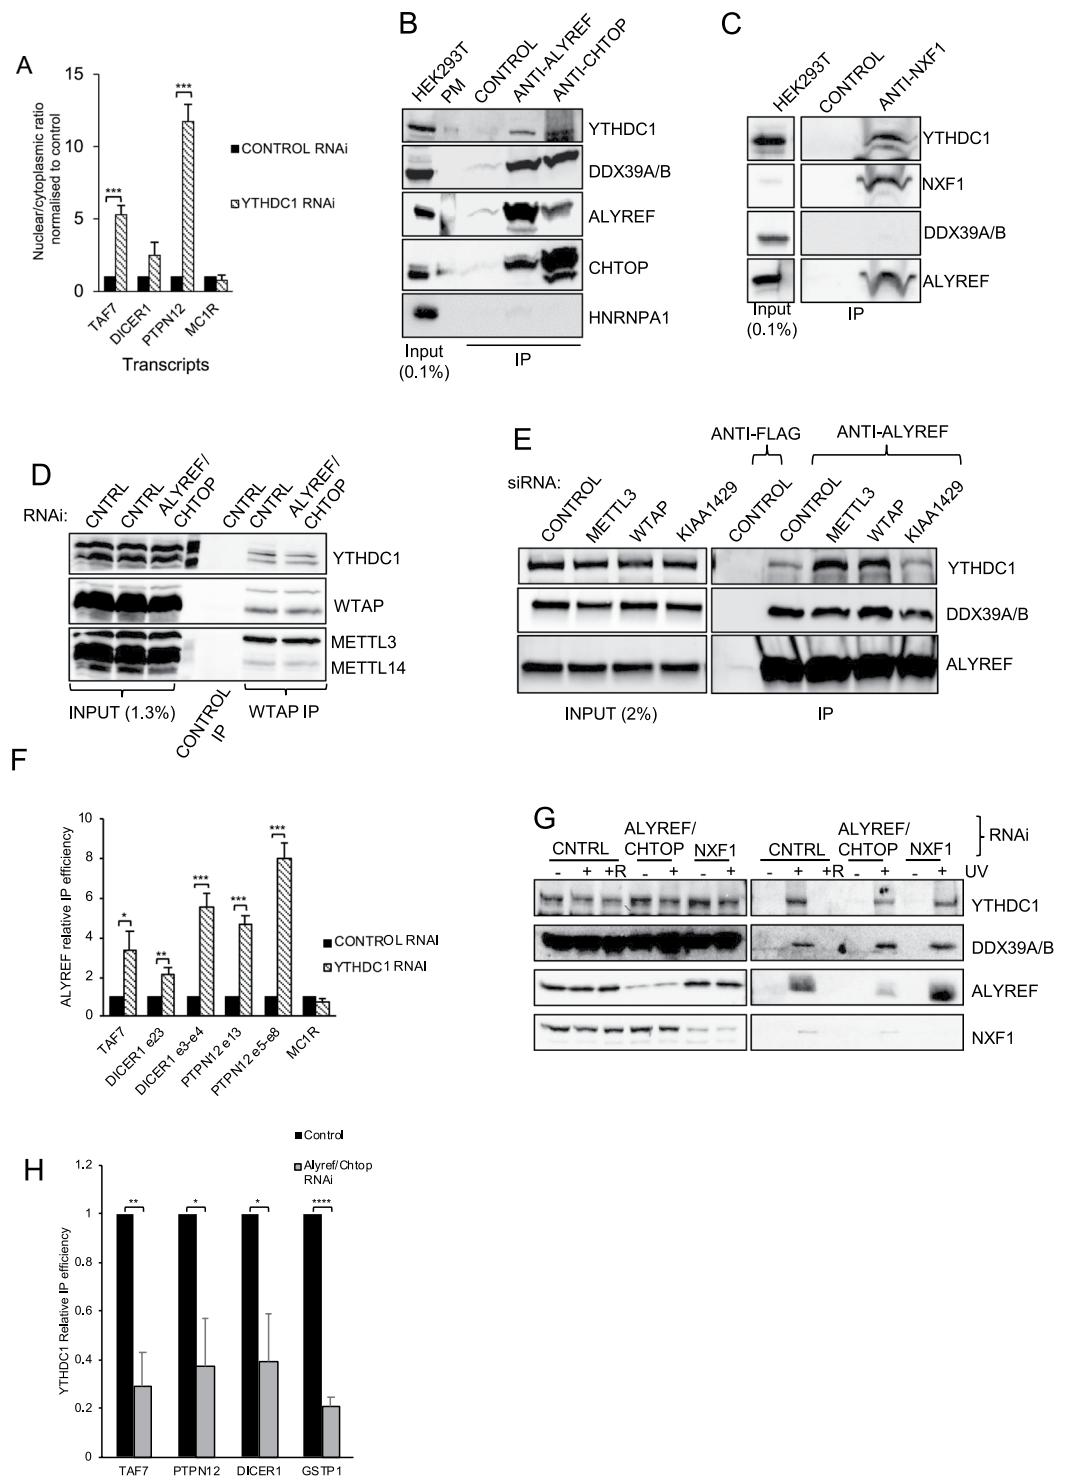 A
Nuclear/cytoplasmic ratio
normalised to control
15
10
5
0
***
***
CONTROL RNAi
YTHDC1 RNAi
TAF7
DICER1
PTPN12
MC1R
Transcripts
B
HEK293T
PM
CONTROL
ANTI-ALYREF
ANTI-CHTOP
YTHDC1
DDX39A/B
ALYREF
CHTOP
HNRNPA1
Input
(0.1%)
IP
C
HEK293T
CONTROL
ANTI-NXF1
YTHDC1
NXF1
DDX39A/B
ALYREF
Input
(0.1%)
IP
D
RNAi:
CNTRL
CNTRL
ALYREF/
CHTOP
CNTRL
CNTRL
ALYREF/
CHTOP
YTHDC1
WTAP
METTL3
METTL14
INPUT (1.3%)
CONTROL
IP
WTAP IP
E
ANTI-FLAG
ANTI-ALYREF
siRNA:
CONTROL
METTL3
WTAP
KIAA1429
CONTROL
CONTROL
METTL3
WTAP
KIAA1429
YTHDC1
DDX39A/B
ALYREF
INPUT (2%)
IP
F
ALYREF relative IP efficiency
10
8
6
4
2
0
*
**
***
***
***
CONTROL RNAI
YTHDC1 RNAI
TAF7
DICER1 e23
DICER1 e3-e4
PTPN12 e13
PTPN12 e5-e8
MC1R
G
CNTRL
ALYREF/
CHTOP
NXF1
CNTRL
ALYREF/
CHTOP
NXF1
RNAi
- + +R - + - + - + +R - + - + UV
YTHDC1
DDX39A/B
ALYREF
NXF1
H
Control
Alyref/Chtop
RNAi
YTHDC1 Relative IP efficiency
1.2
1
0.8
0.6
0.4
0.2
0
**
*
*
****
TAF7
PTPN12
DICER1
GSTP1